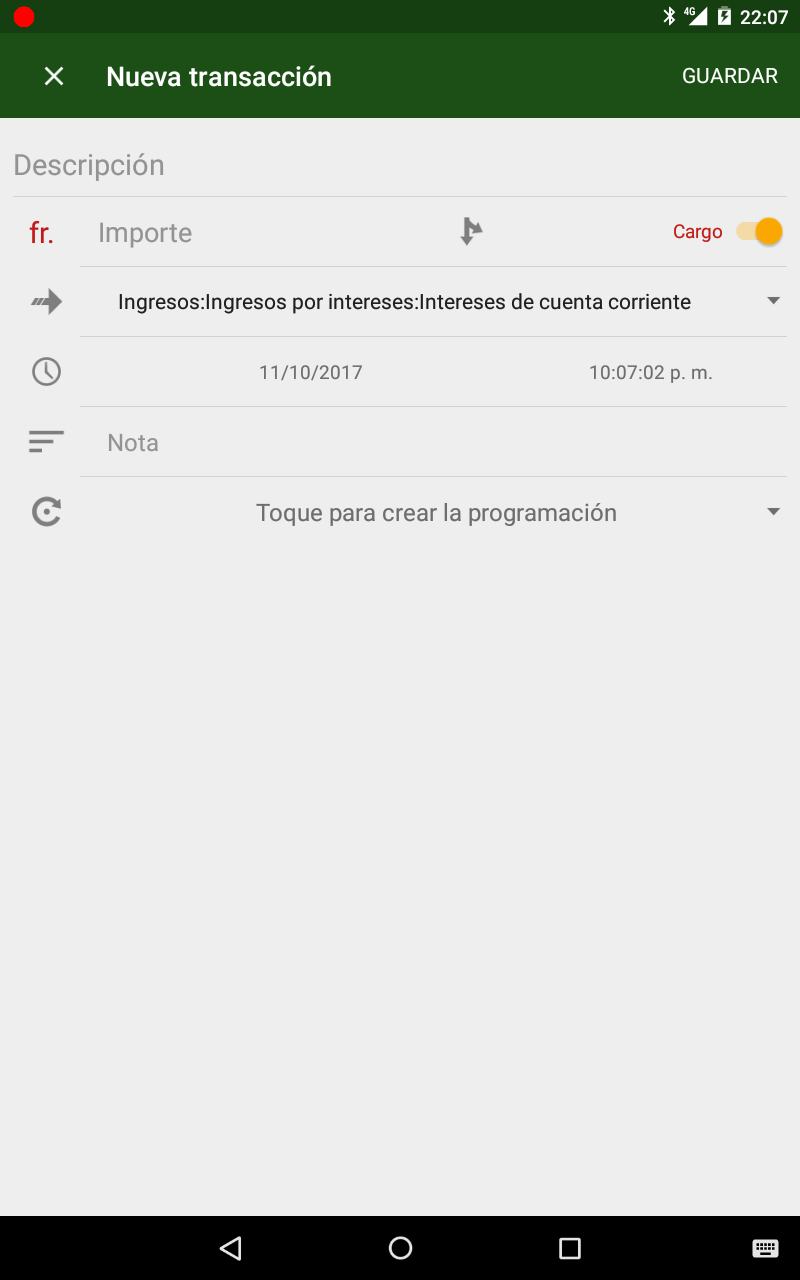 4G 22:07
Nueva transacción GUARDAR
Descripción
fr. Importe Cargo
Ingresos:Ingresos por intereses:Intereses de cuenta corriente
11/10/2017 10:07:02 p. m.
Nota
Toque para crear la programación